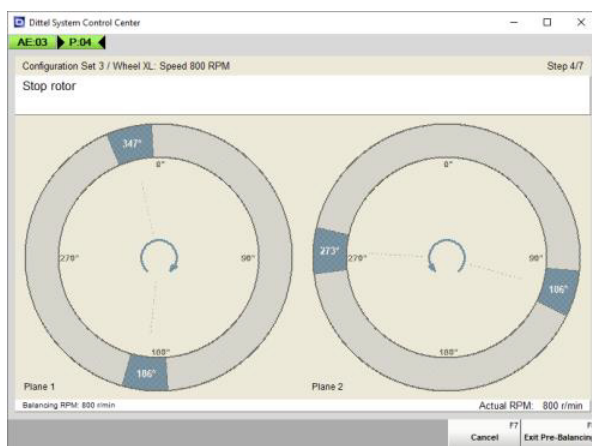 Dittel System Control Center
AE:03 P:04
Configuration Set 3 / Wheel XL: Speed 800 RPM Step 4/7
Stop rotor
347°
0°
270°
90°
180°
186°
Plane 1
0°
273°
270°
90°
106°
180°
Plane 2
Balancing RPM: 800 r/min Actual RPM: 800 r/min
F7
Cancel
Exit Pre-Balancing